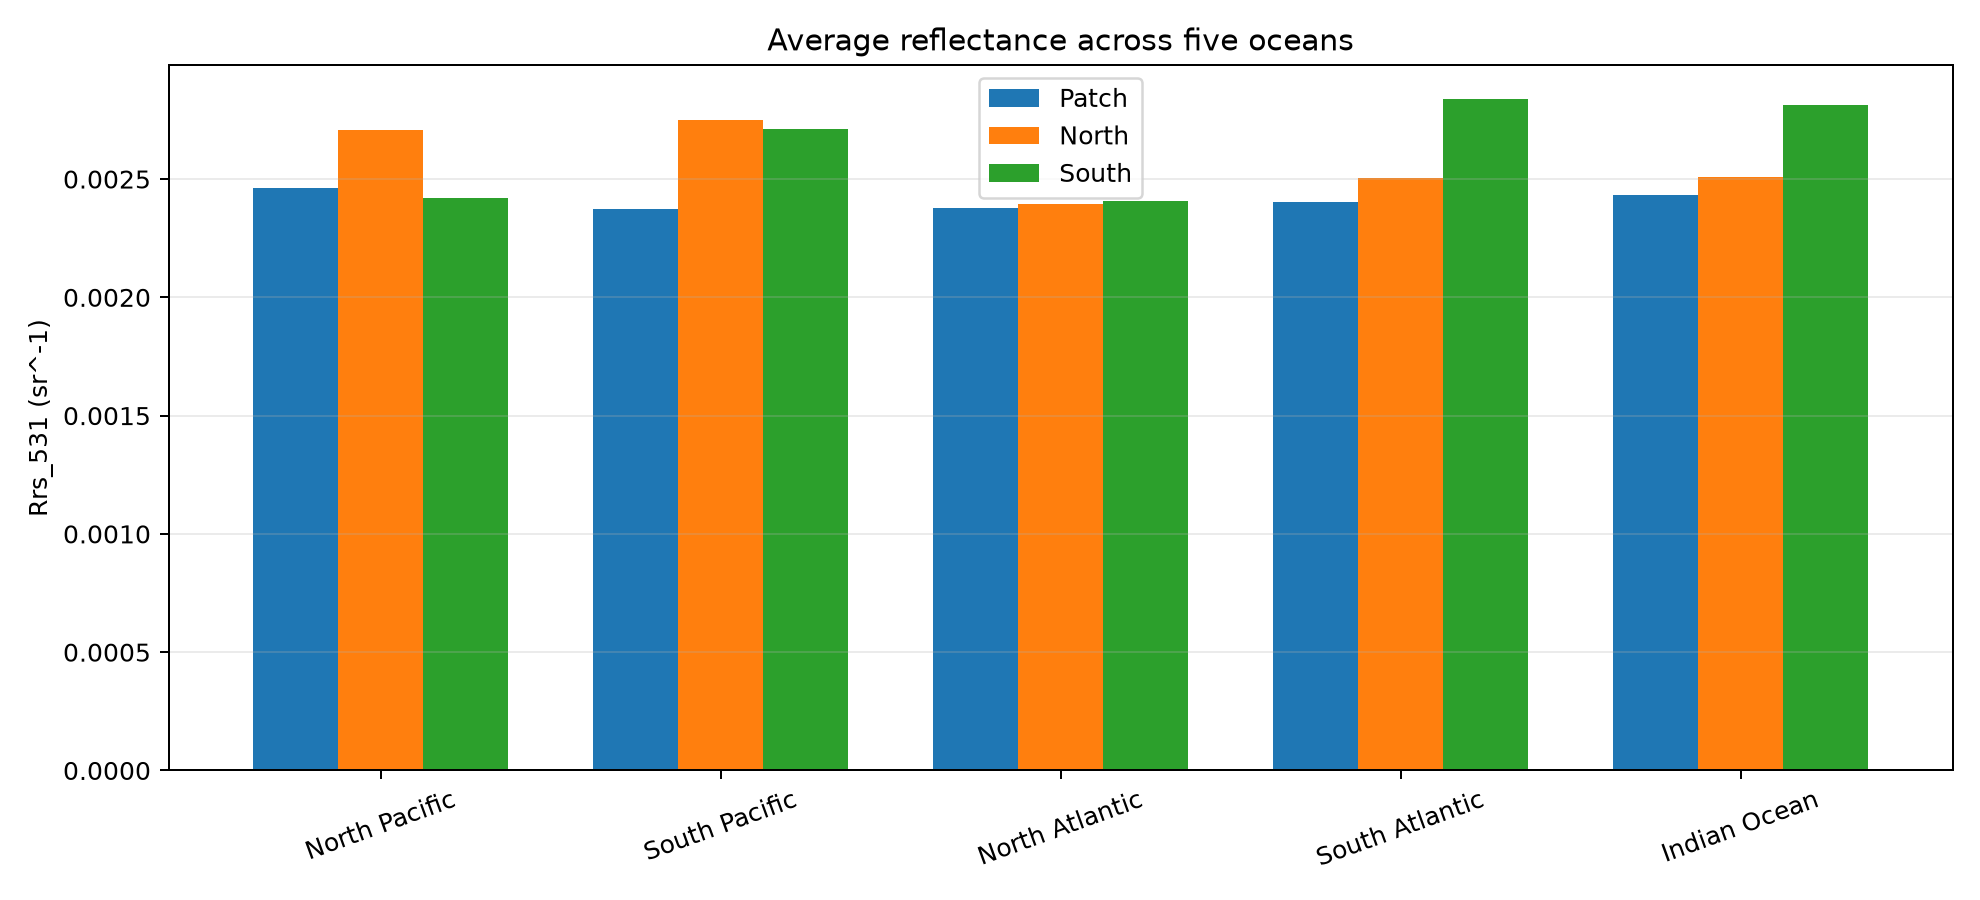 Average reflectance across five oceans
Patch
North
South
0.0025
0.0020
0.0015
0.0010
0.0005
0.0000
Rrs_531 (sr^-1)
North Pacific
South Pacific
North Atlantic
South Atlantic
Indian Ocean